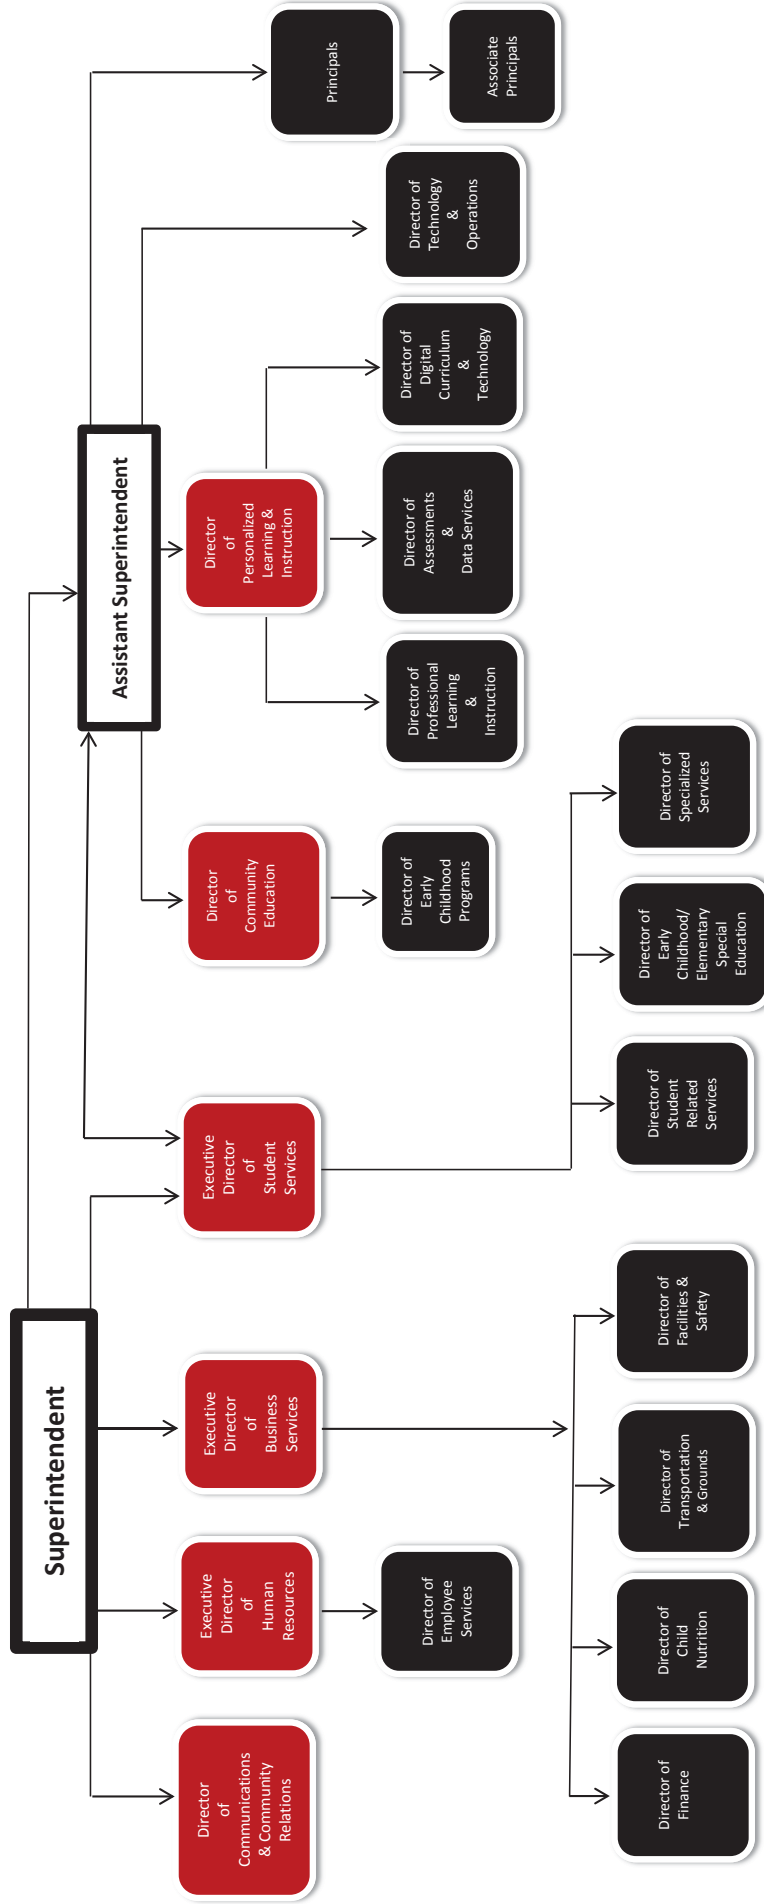 Superintendent
Assistant Superintendent
Director
of
Communications
& Community
Relations
Executive
Director
of
Human
Resources
Executive
Director
of
Business
Services
Executive
Director
of
Student
Services
Director
of
Community
Education
Director
of
Personalized
Learning &
Instruction
Principals
Director of
Employee
Services
Director of
Early
Childhood
Programs
Director of
Professional
Learning
&
Instruction
Director of
Assessments
&
Data Services
Director of
Digital
Curriculum
&
Technology
Director of
Technology
&
Operations
Associate
Principals
Director of
Finance
Director of
Child
Nutrition
Director of
Transportation
& Grounds
Director of
Facilities &
Safety
Director of
Student
Related
Services
Director of
Early
Childhood/
Elementary
Special
Education
Director of
Specialized
Services